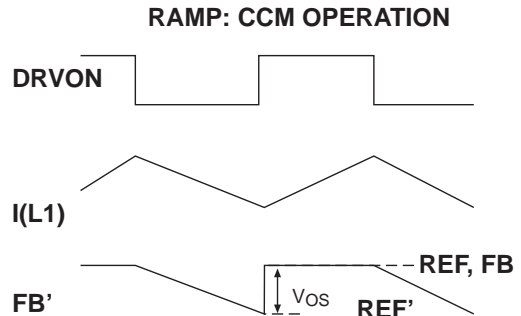 RAMP: CCM OPERATION
DRVON
I(L1)
REF, FB
FB'
VOS
REF'